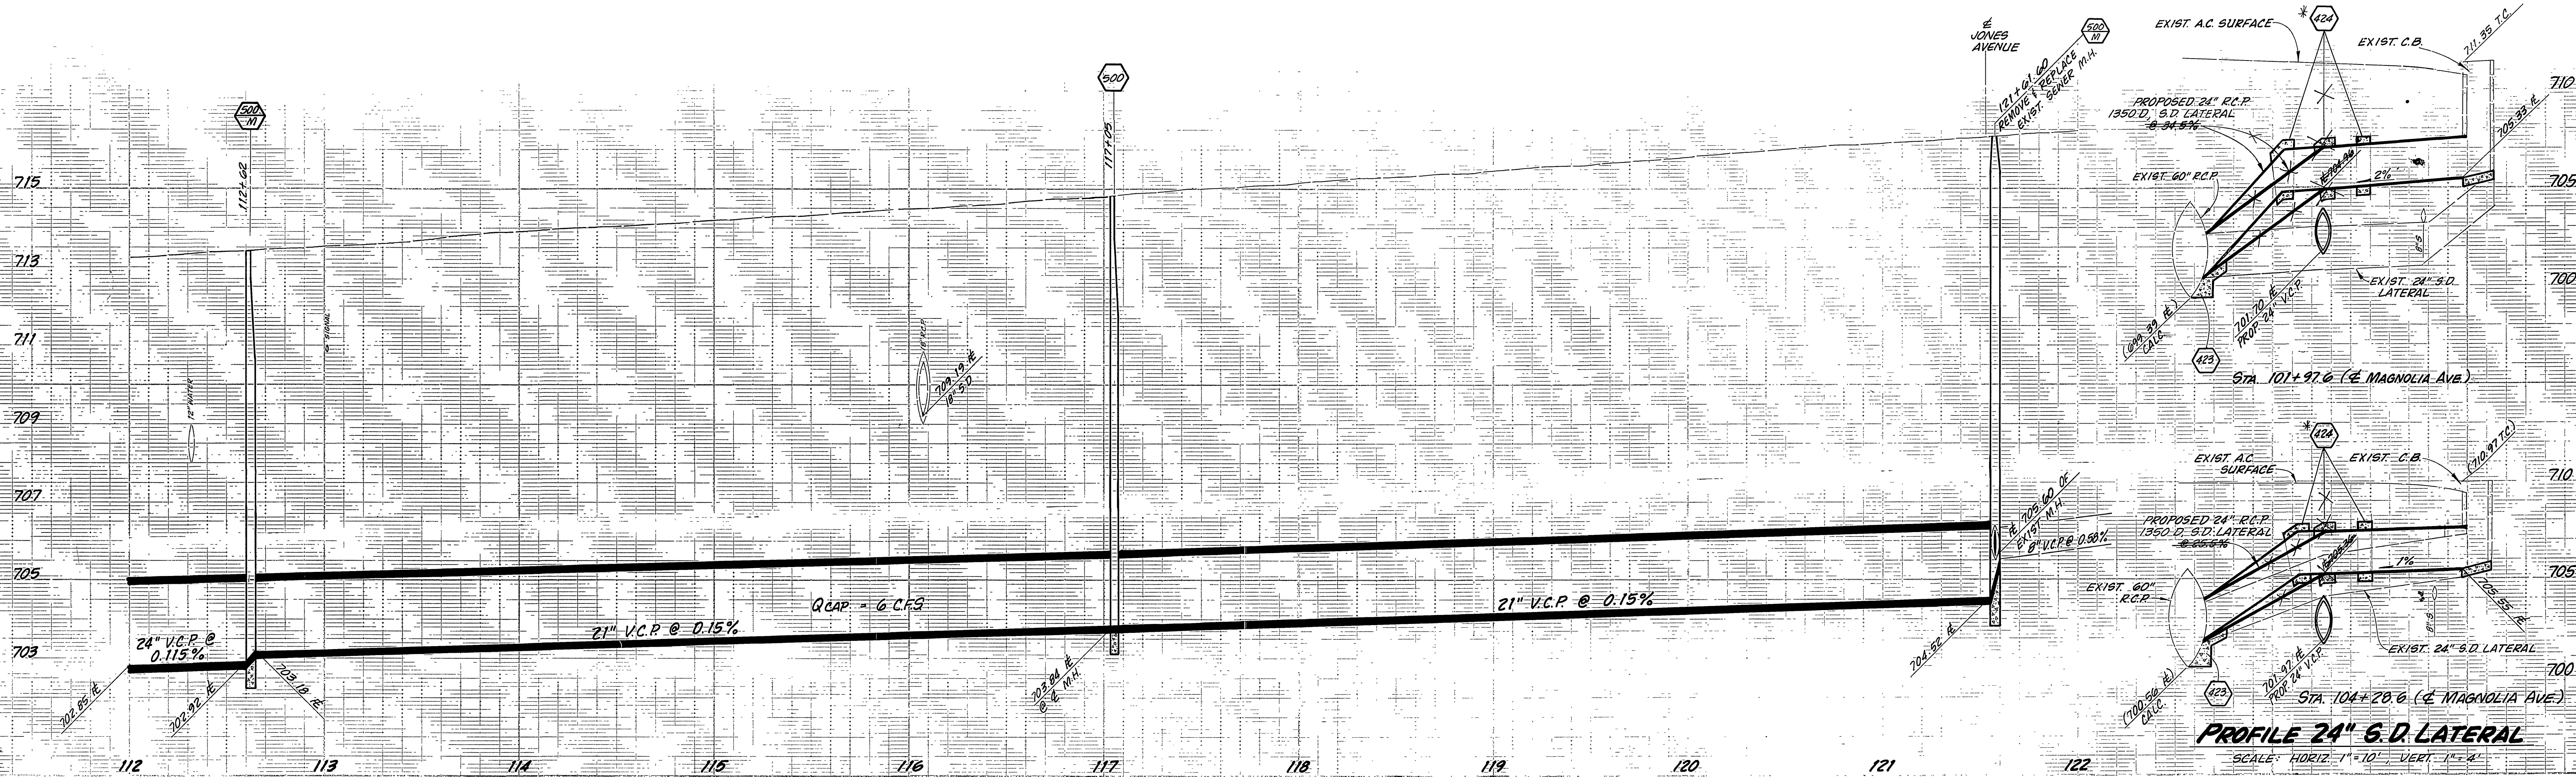 715
713
711
709
707
705
703
112
113
114
115
116
117
118
119
120
121
122
500
M
112+62
12" WATER
24" V.C.P. @
0.115%
702.85 ℄
702.92 ℄
703.18 ℄
21" V.C.P. @ 0.15%
QCAP = 6 C.F.S
709.19 ℄
18" S.D.
500
117+05
703.84 ℄
@ ℄ M.H.
21" V.C.P. @ 0.15%
704.52 ℄
℄
JONES
AVENUE
500
M
121+61.60
REMOVE & REPLACE
EXIST. SEWER M.H.
℄ 705.60 OF
EXIST M.H.
8" V.C.P. @ 0.58%
*
424
EXIST. A.C. SURFACE
EXIST. C.B.
711.35 T.C.
710
705
700
PROPOSED 24" R.C.P.
1350 D, S.D. LATERAL
@ 34.5%
EXIST. 60" R.C.P.
2%
705.33 ℄
8" S
EXIST. 24" S.D.
LATERAL
(699.39 ℄)
CALC.
701.70 ℄
PROP. 24" V.C.P.
423
STA. 101+97.6 (℄ MAGNOLIA AVE.)
*
424
EXIST. A.C.
SURFACE
EXIST. C.B.
(710.97 T.C.)
710
705
700
PROPOSED 24" R.C.P.
1350 D, S.D. LATERAL
EXIST. 60"
R.C.P.
1%
705.55 ℄
8" S
EXIST. 24" S.D. LATERAL
(700.56 ℄)
CALC.
701.97 ℄
PROP 24" V.C.P.
423
STA. 104+28.6 (℄ MAGNOLIA AVE.)
PROFILE 24" S.D. LATERAL
SCALE: HORIZ. 1"=10', VERT. 1"=4'